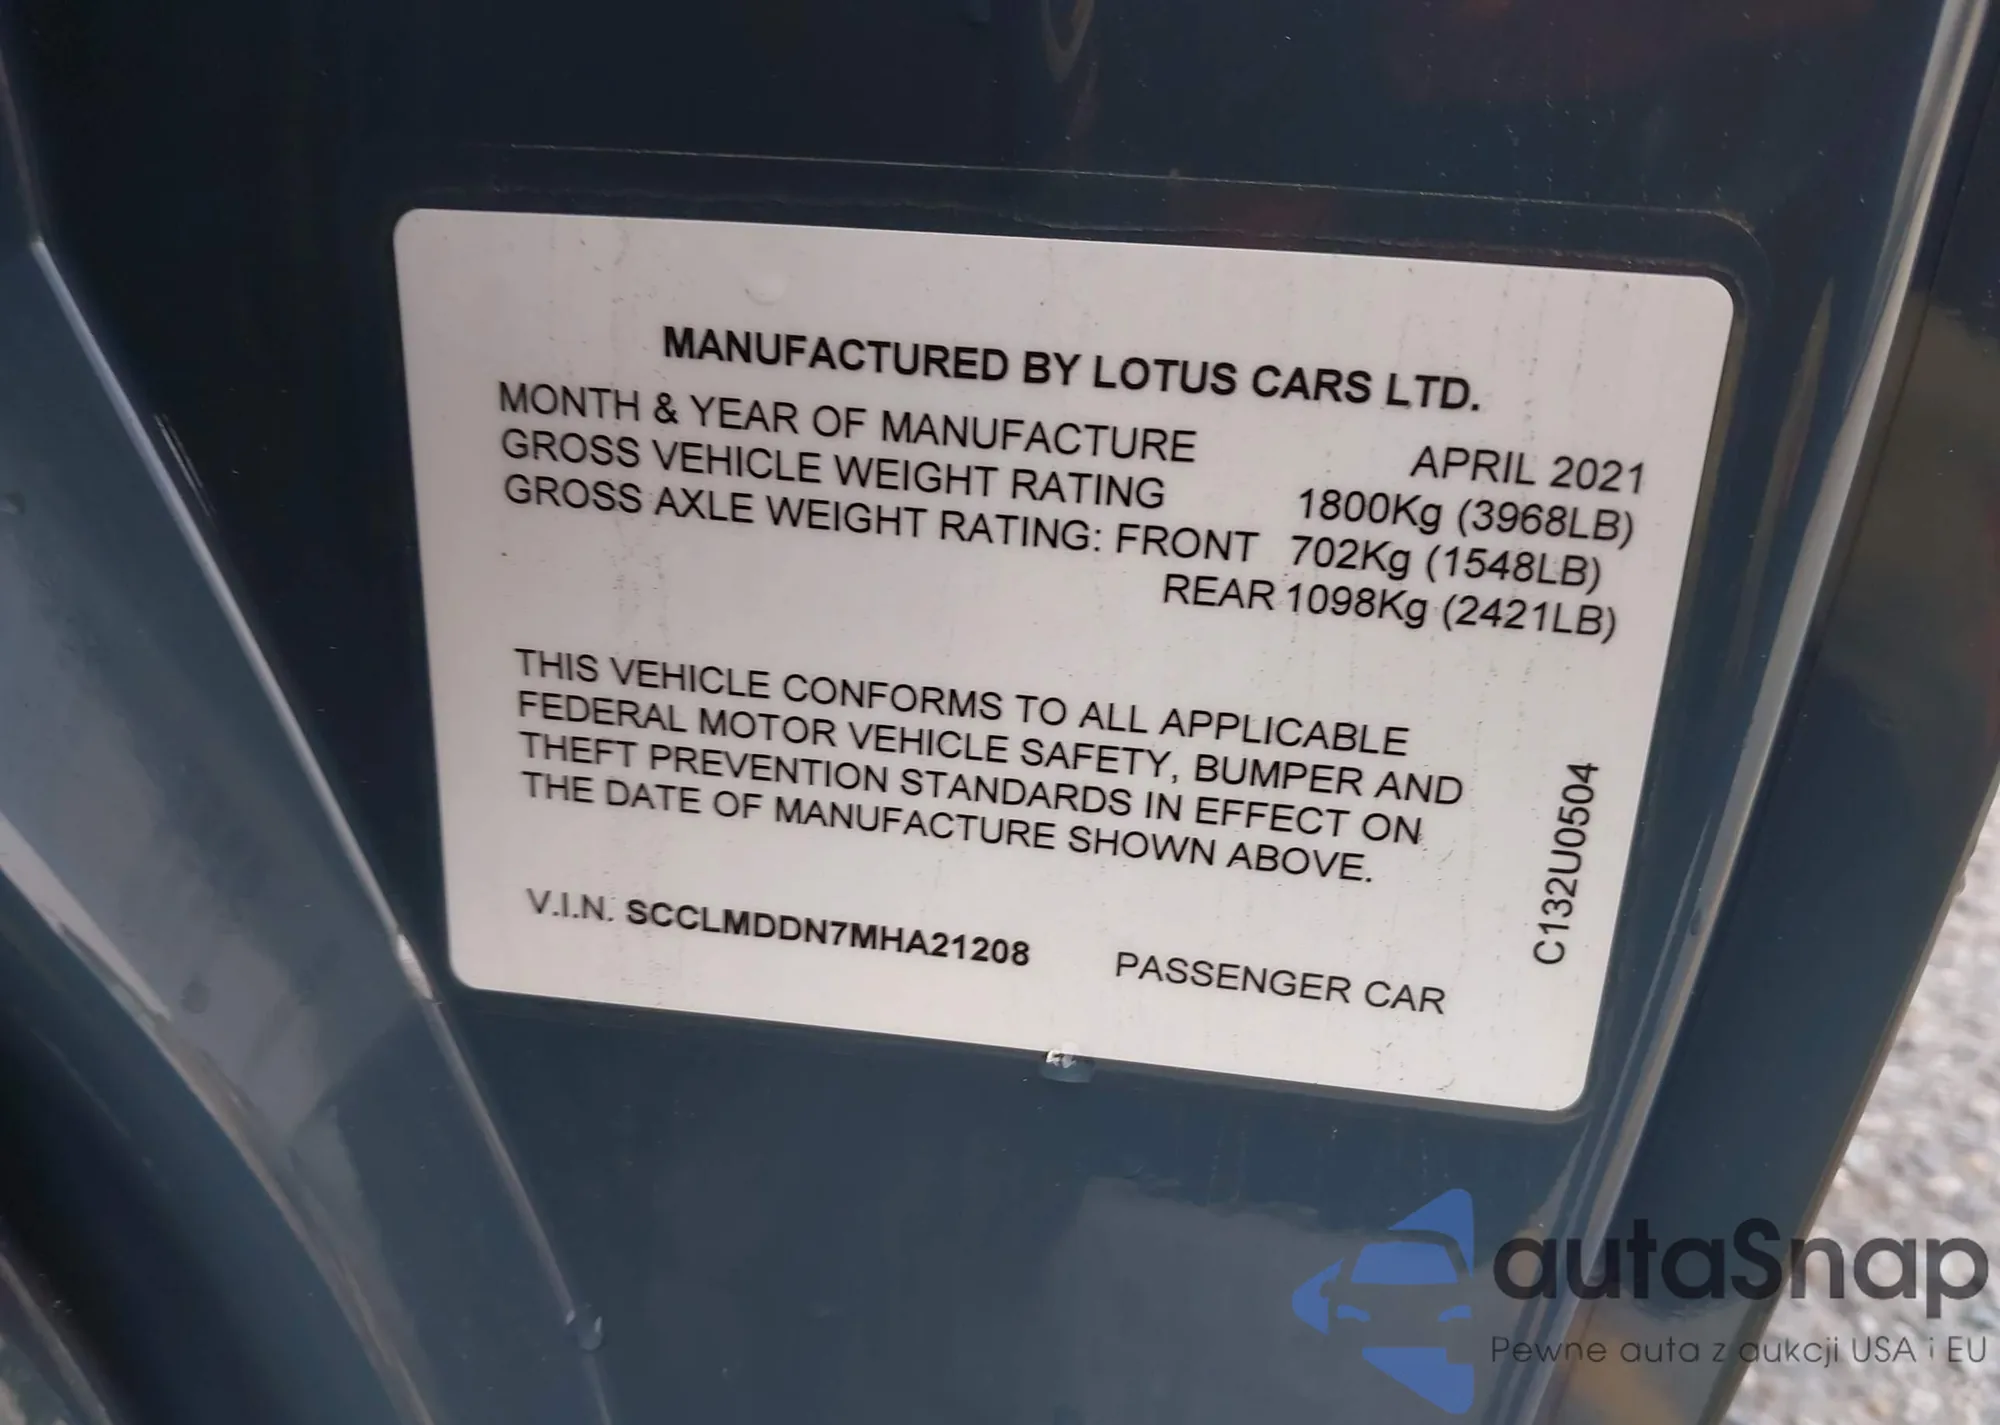 MANUFACTURED BY LOTUS CARS LTD.
MONTH & YEAR OF MANUFACTURE APRIL 2021
GROSS VEHICLE WEIGHT RATING 1800Kg (3968LB)
GROSS AXLE WEIGHT RATING: FRONT 702Kg (1548LB)
REAR 1098Kg (2421LB)
THIS VEHICLE CONFORMS TO ALL APPLICABLE
FEDERAL MOTOR VEHICLE SAFETY, BUMPER AND
THEFT PREVENTION STANDARDS IN EFFECT ON
THE DATE OF MANUFACTURE SHOWN ABOVE.
V.I.N. SCCLMDDN7MHA21208 PASSENGER CAR
C132U0504
autaSnap
Pewne auta z aukcji USA i EU